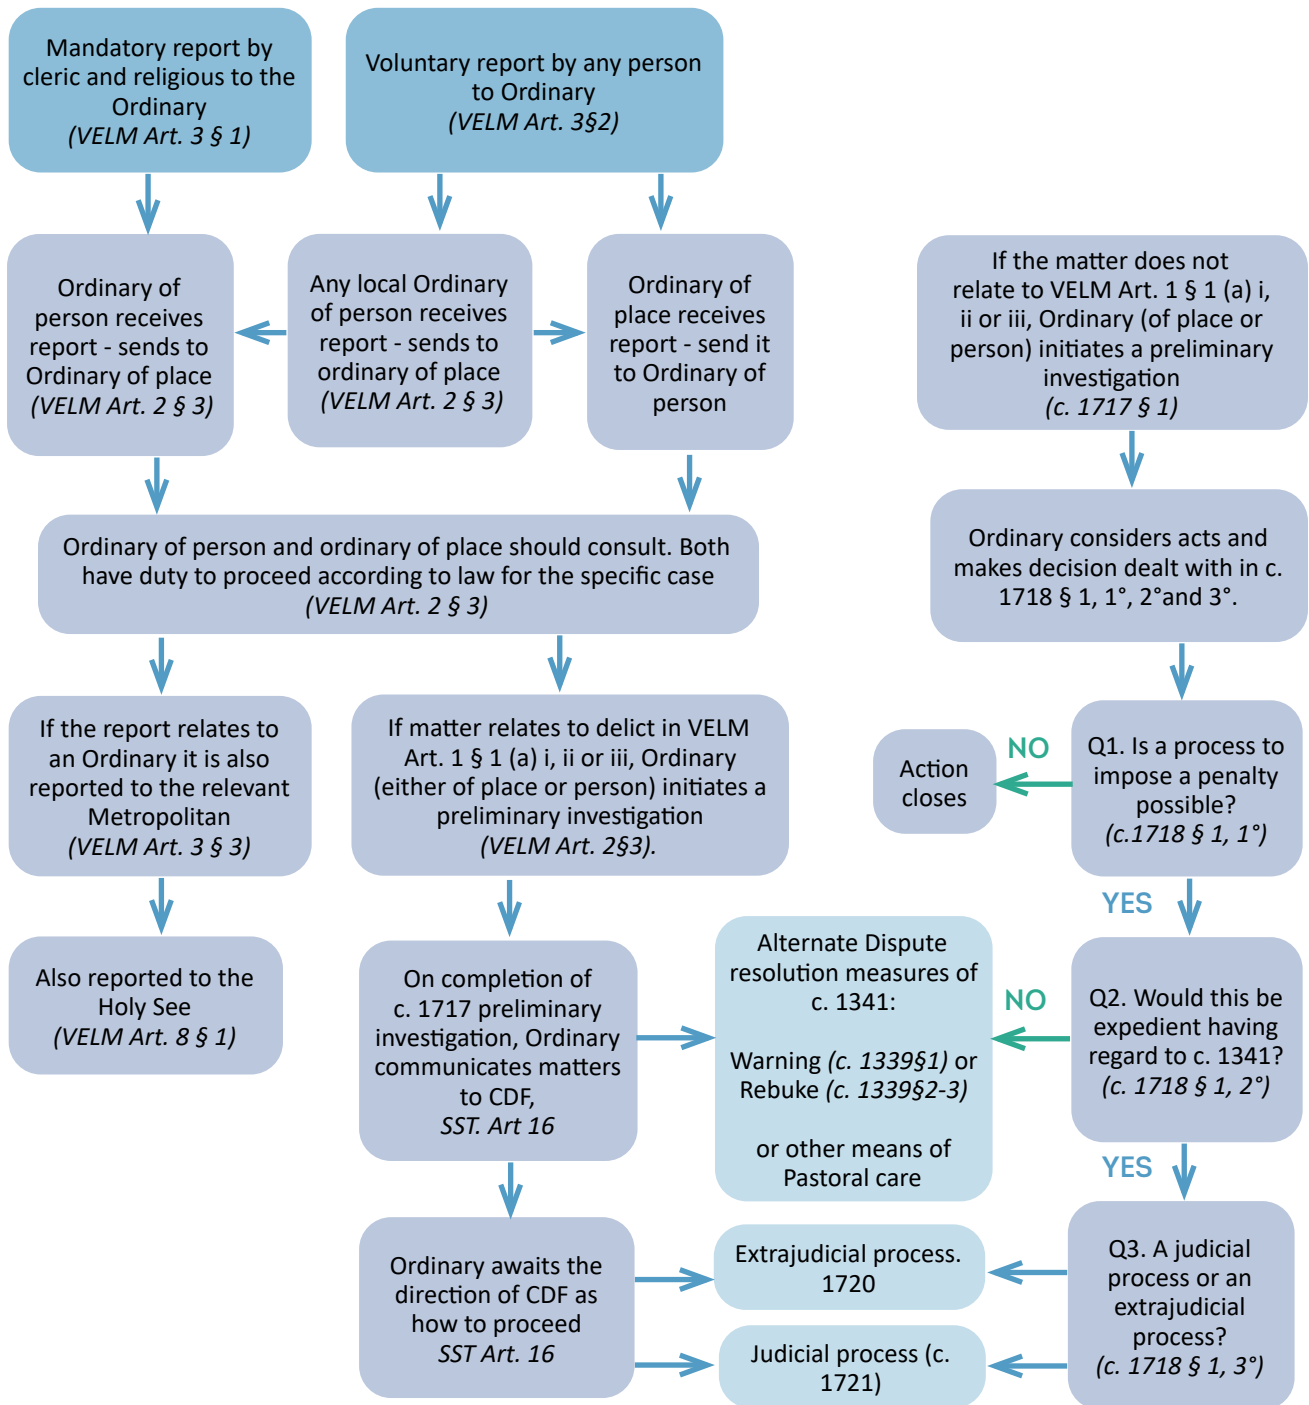 Mandatory report by
cleric and religious to the
Ordinary
(VELM Art. 3 § 1)
Voluntary report by any person
to Ordinary
(VELM Art. 3§2)
Ordinary of
person receives
report - sends to
Ordinary of place
(VELM Art. 2 § 3)
Any local Ordinary
of person receives
report - sends to
ordinary of place
(VELM Art. 2 § 3)
Ordinary of
place receives
report - send it
to Ordinary of
person
If the matter does not
relate to VELM Art. 1 § 1 (a) i,
ii or iii, Ordinary (of place or
person) initiates a preliminary
investigation
(c. 1717 § 1)
Ordinary of person and ordinary of place should consult. Both
have duty to proceed according to law for the specific case
(VELM Art. 2 § 3)
Ordinary considers acts and
makes decision dealt with in c.
1718 § 1, 1°, 2°and 3°.
If the report relates to
an Ordinary it is also
reported to the relevant
Metropolitan
(VELM Art. 3 § 3)
If matter relates to delict in VELM
Art. 1 § 1 (a) i, ii or iii, Ordinary
(either of place or person) initiates a
preliminary investigation
(VELM Art. 2§3).
Action
closes
NO
Q1. Is a process to
impose a penalty
possible?
(c.1718 § 1, 1°)
YES
Also reported to the
Holy See
(VELM Art. 8 § 1)
On completion of
c. 1717 preliminary
investigation, Ordinary
communicates matters
to CDF,
SST. Art 16
Alternate Dispute
resolution measures of
c. 1341:
Warning (c. 1339§1) or
Rebuke (c. 1339§2-3)
or other means of
Pastoral care
NO
Q2. Would this be
expedient having
regard to c. 1341?
(c. 1718 § 1, 2°)
YES
Ordinary awaits the
direction of CDF as
how to proceed
SST Art. 16
Extrajudicial process.
1720
Judicial process (c.
1721)
Q3. A judicial
process or an
extrajudicial
process?
(c. 1718 § 1, 3°)